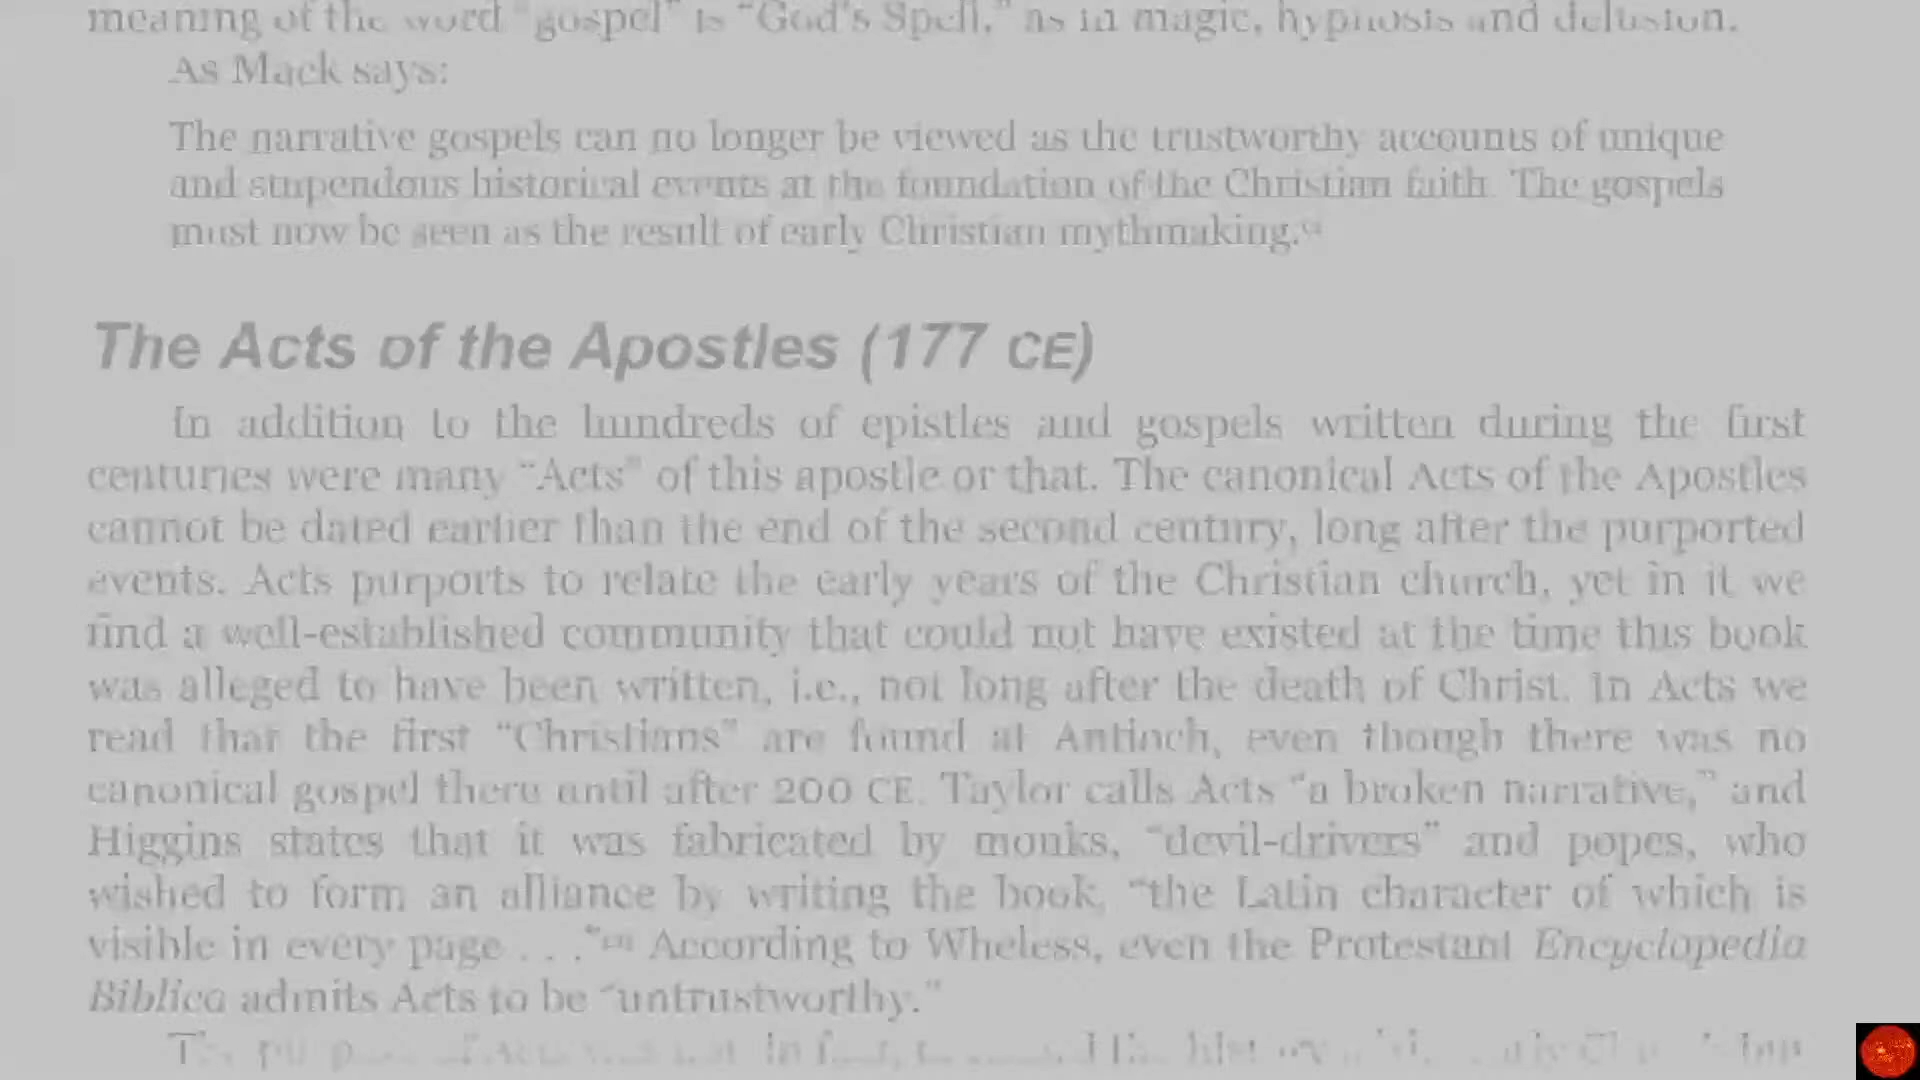 meaning of the word "gospel" is "God's Spell," as in magic, hypnosis and delusion.
As Mack says:
The narrative gospels can no longer be viewed as the trustworthy accounts of unique
and stupendous historical events at the foundation of the Christian faith. The gospels
must now be seen as the result of early Christian mythmaking.
The Acts of the Apostles (177 CE)
In addition to the hundreds of epistles and gospels written during the first
centuries were many "Acts" of this apostle or that. The canonical Acts of the Apostles
cannot be dated earlier than the end of the second century, long after the purported
events. Acts purports to relate the early years of the Christian church, yet in it we
find a well-established community that could not have existed at the time this book
was alleged to have been written, i.e., not long after the death of Christ. In Acts we
read that the first "Christians" are found at Antioch, even though there was no
canonical gospel there until after 200 CE. Taylor calls Acts "a broken narrative," and
Higgins states that it was fabricated by monks, "devil-drivers" and popes, who
wished to form an alliance by writing the book, "the Latin character of which is
visible in every page . . ." According to Wheless, even the Protestant Encyclopedia
Biblica admits Acts to be "untrustworthy."